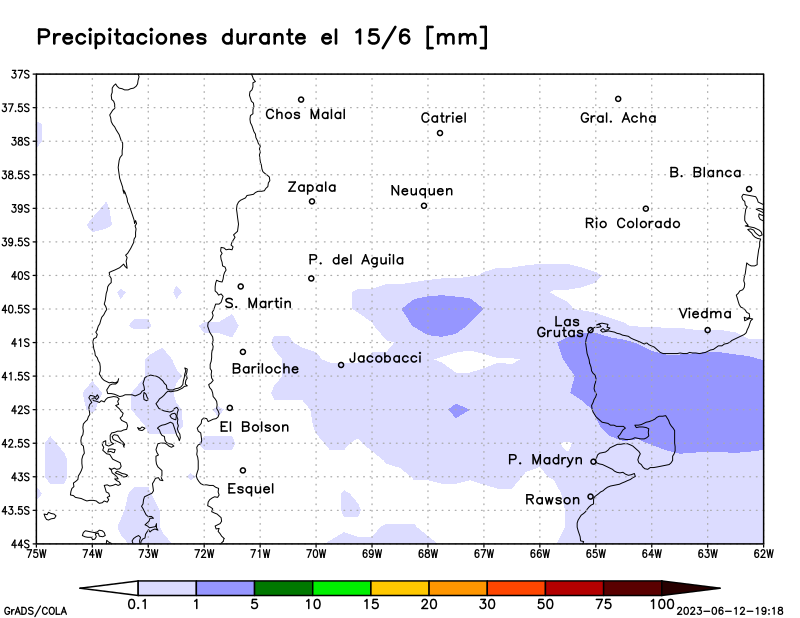 Precipitaciones durante el 15/6 [mm]
37S
37.5S
38S
38.5S
39S
39.5S
40S
40.5S
41S
41.5S
42S
42.5S
43S
43.5S
44S
Chos Malal
Catriel
Gral. Acha
B. Blanca
Zapala
Neuquen
Rio Colorado
P. del Aguila
S. Martin
Las
Grutas
Viedma
Bariloche
Jacobacci
El Bolson
P. Madryn
Esquel
Rawson
75W 74W 73W 72W 71W 70W 69W 68W 67W 66W 65W 64W 63W 62W
0.1 1 5 10 15 20 30 50 75 100
GrADS/COLA
2023-06-12-19:18